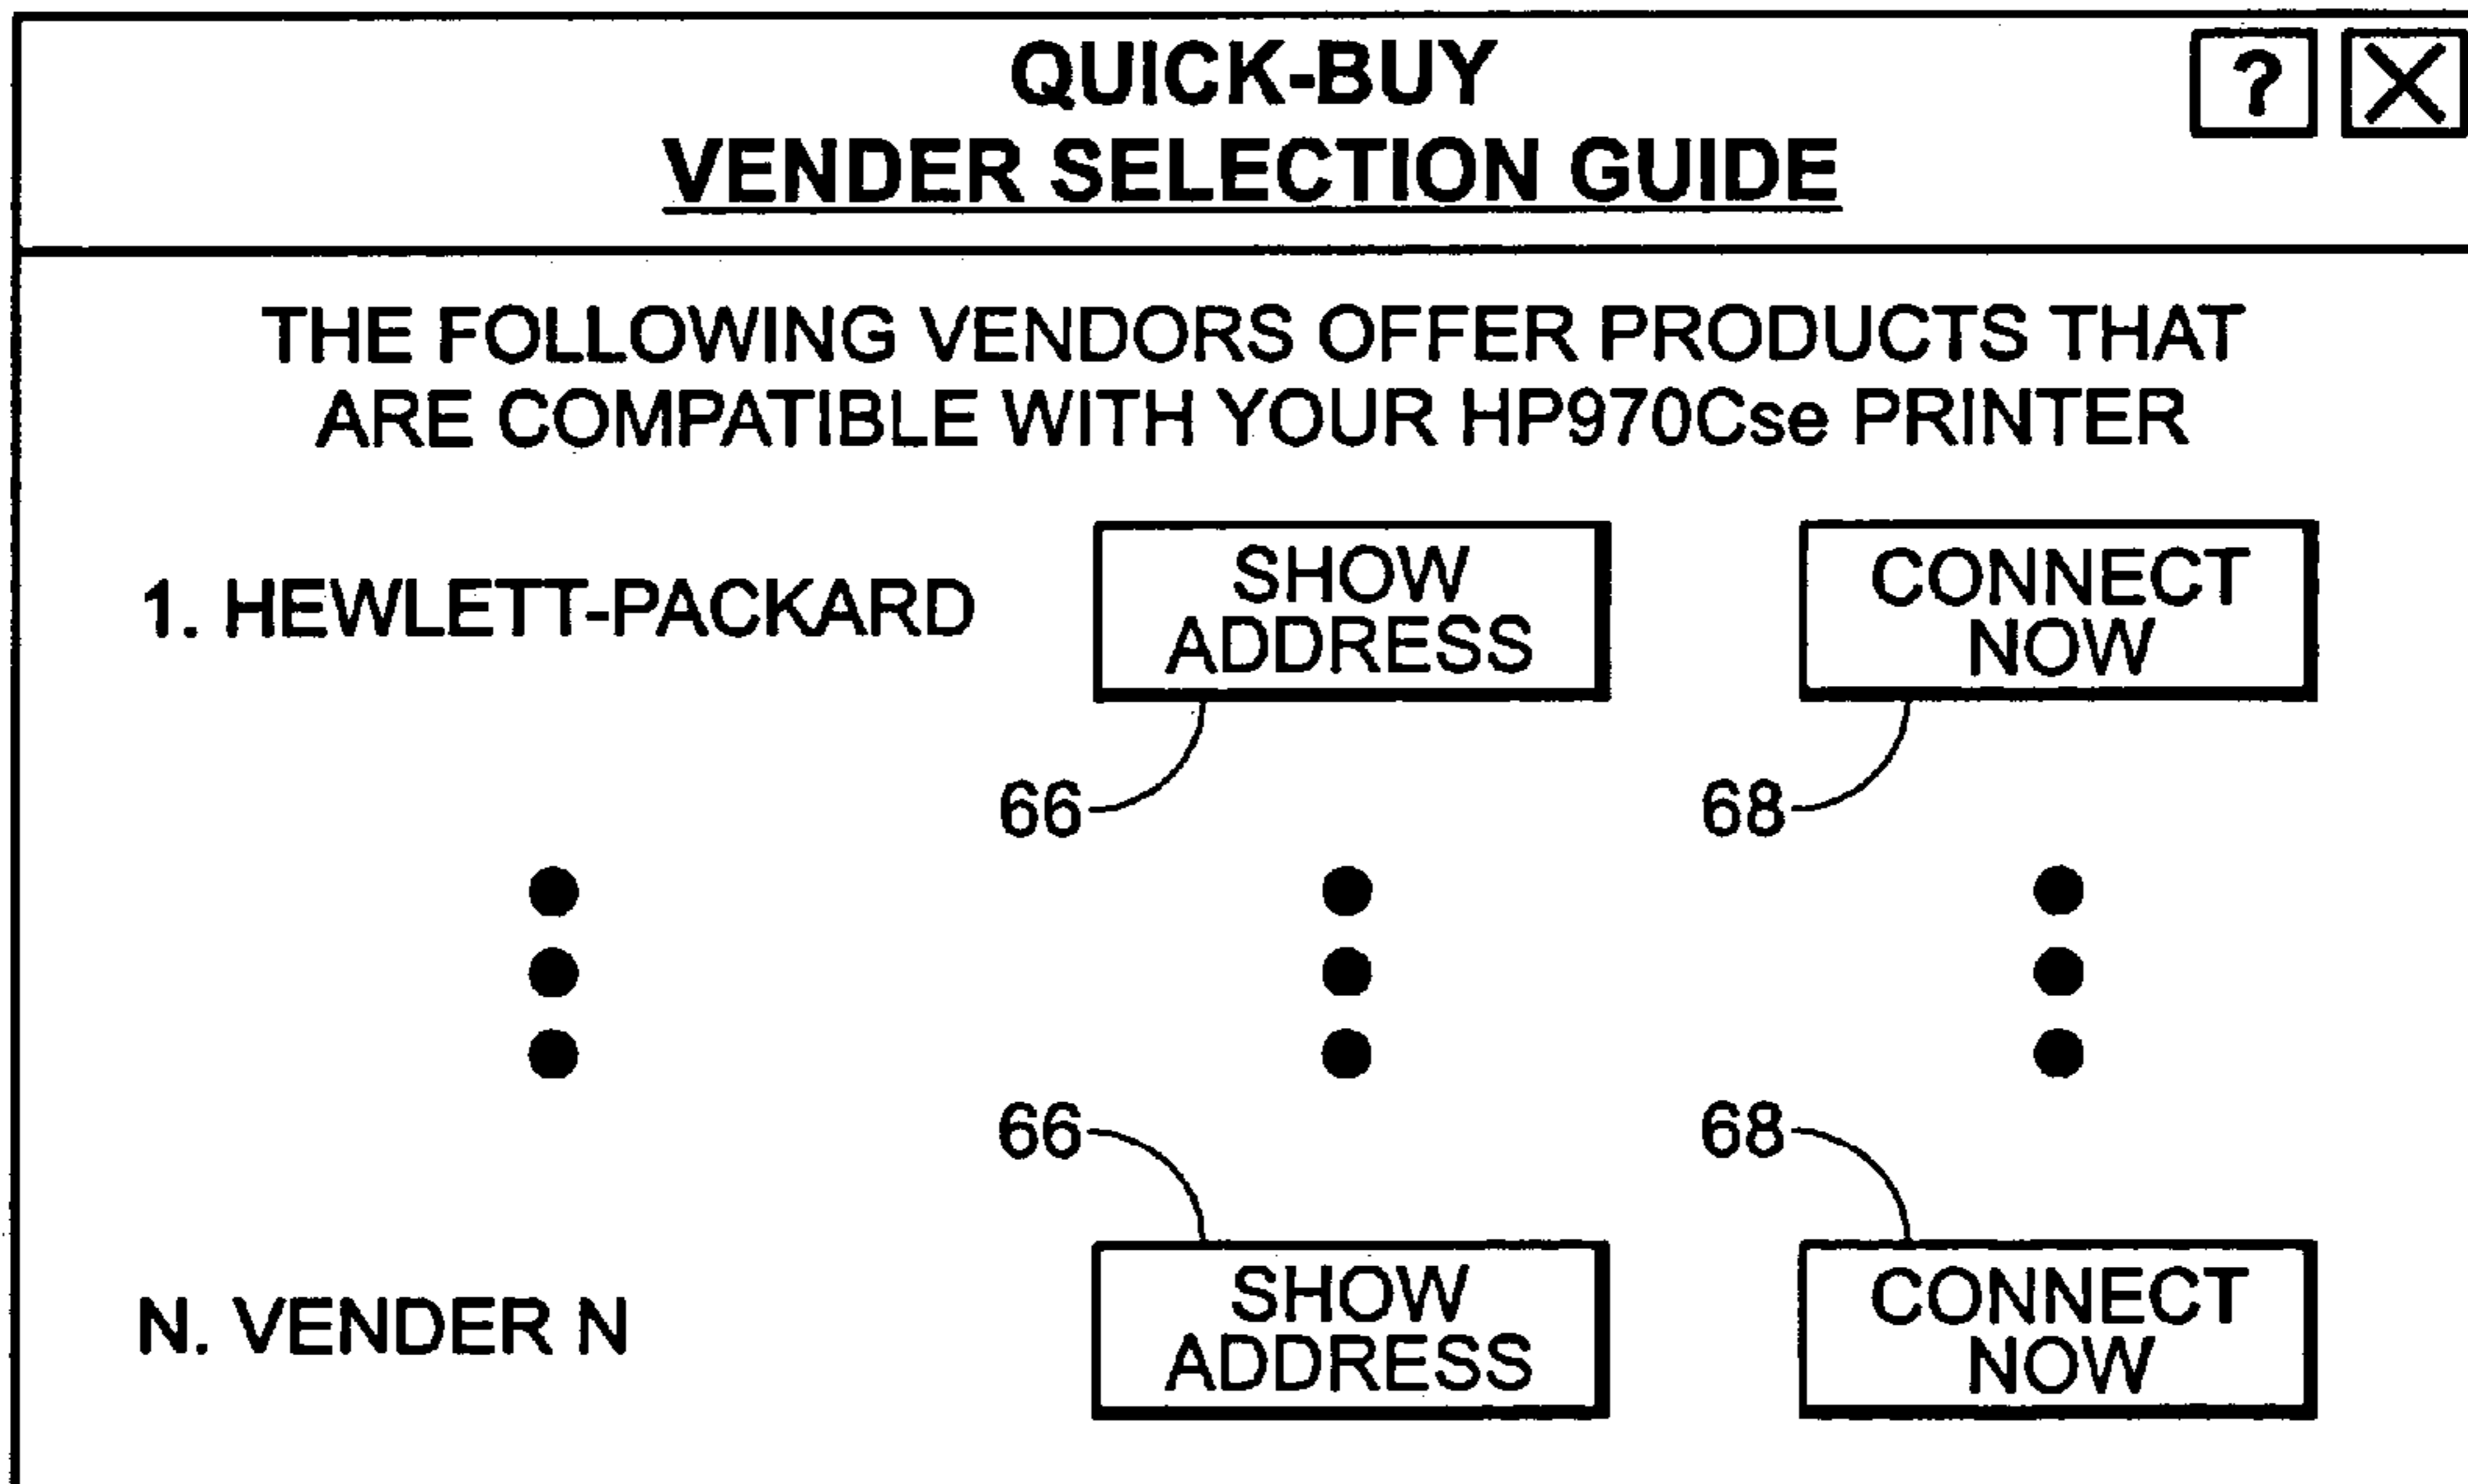 QUICK-BUY
VENDER SELECTION GUIDE
?
X
THE FOLLOWING VENDORS OFFER PRODUCTS THAT
ARE COMPATIBLE WITH YOUR HP970Cse PRINTER
1. HEWLETT-PACKARD
SHOW
ADDRESS
CONNECT
NOW
66
68
66
68
N. VENDER N
SHOW
ADDRESS
CONNECT
NOW